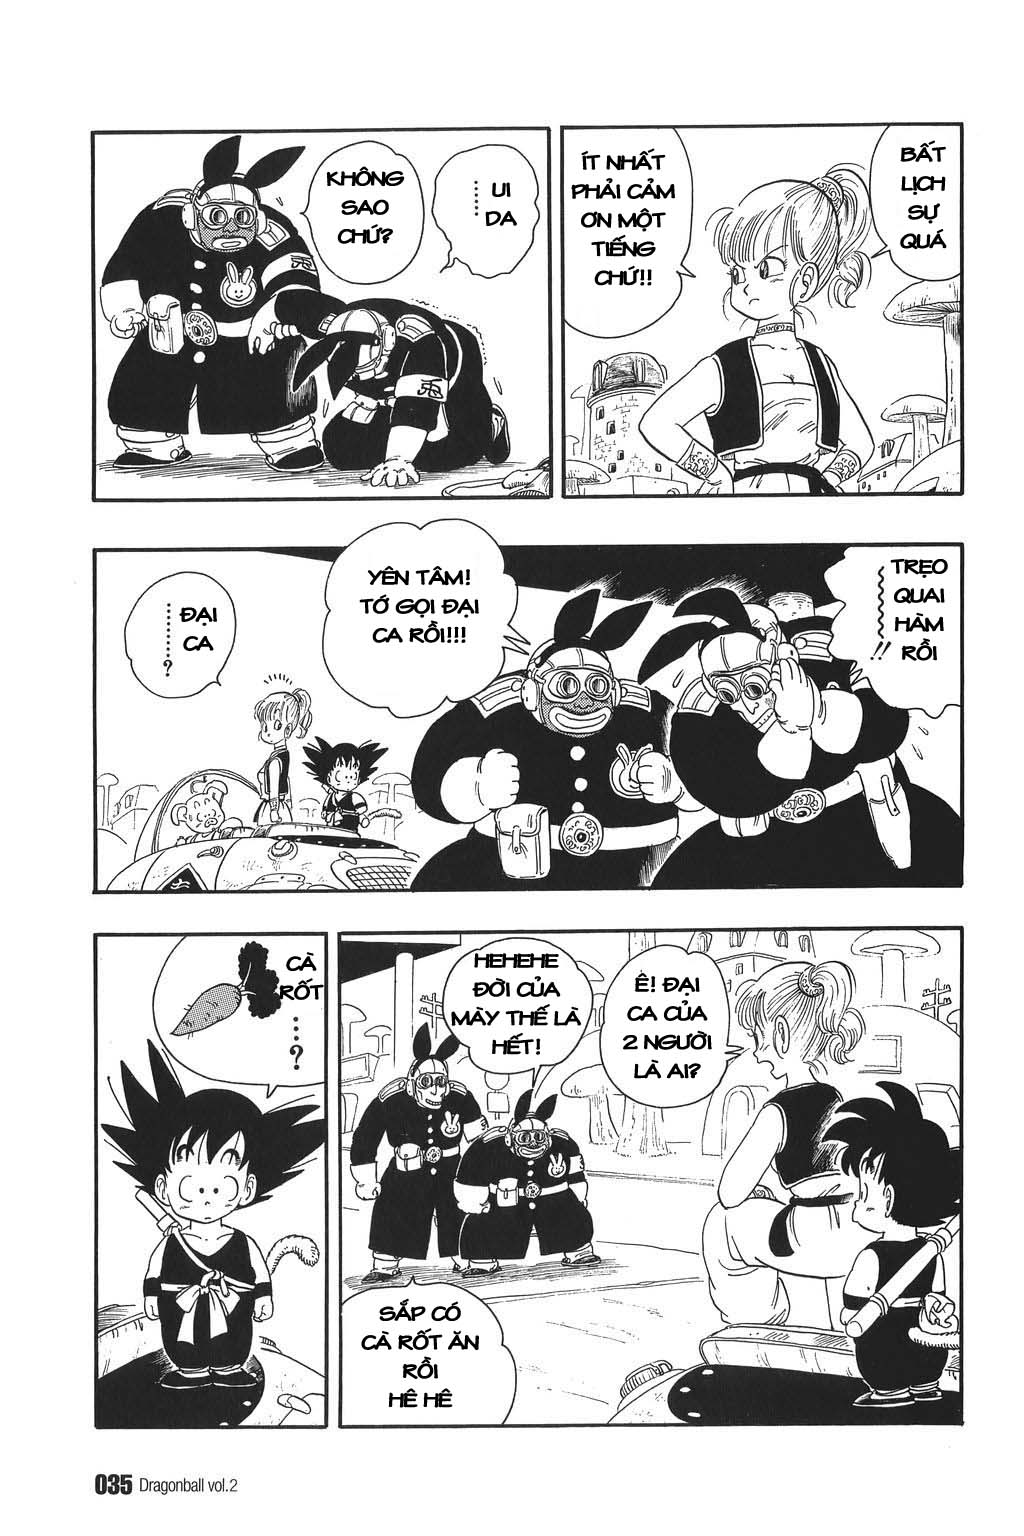 BẤT
LỊCH
SỰ
QUÁ
ÍT NHẤT
PHẢI CẢM
ƠN MỘT
TIẾNG
CHỨ!!
UI
DA
......
KHÔNG
SAO
CHỨ?
TRẸO
QUAI
HÀM
RỒI
!!
YÊN TÂM!
TỚ GỌI ĐẠI
CA RỒI!!!
ĐẠI
CA
......?
Ê! ĐẠI
CA CỦA
2 NGƯỜI
LÀ AI?
HEHEHE
ĐỜI CỦA
MÀY THẾ LÀ
HẾT!
SẮP CÓ
CÀ RỐT ĂN
RỒI
HÊ HÊ
CÀ
RỐT
....?
035 Dragonball vol.2